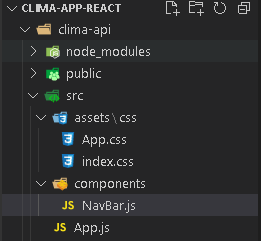 CLIMA-APP-REACT
clima-api
node_modules
public
src
assets\css
App.css
index.css
components
JS NavBar.js
JS App.js